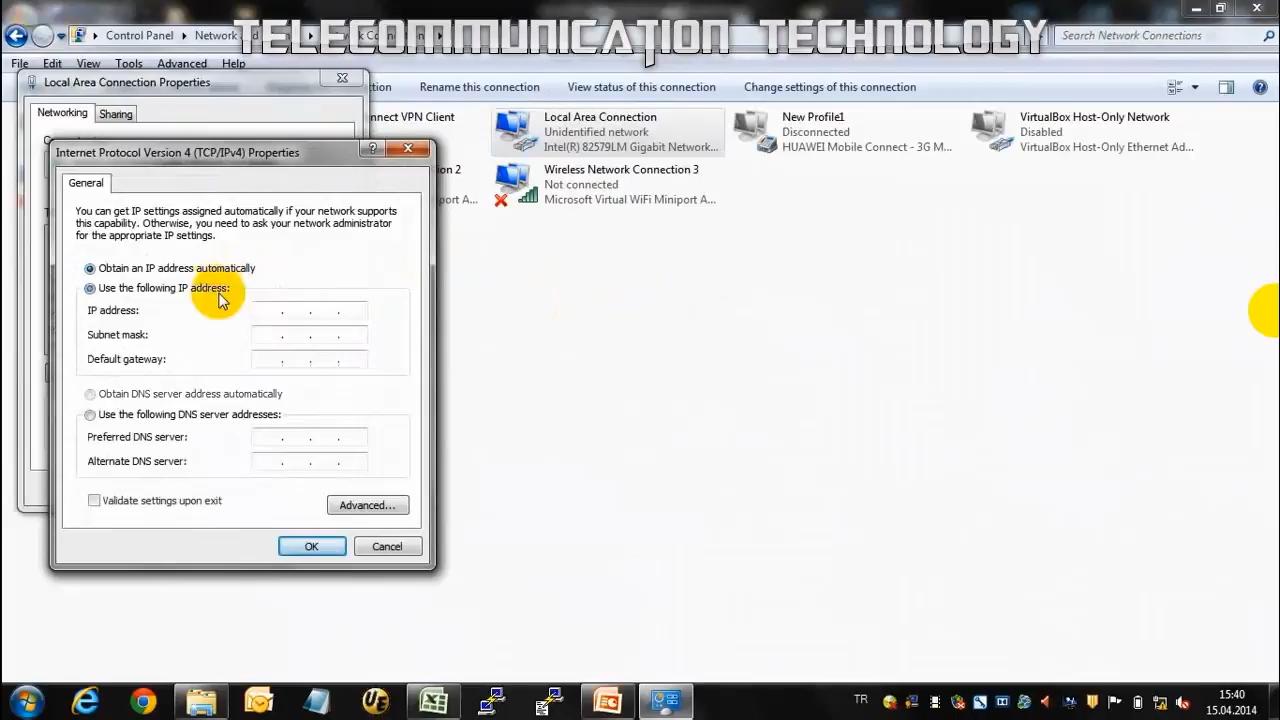 TELECOMMUNICATION TECHNOLOGY
Control Panel
Network
Search Network Connections
File Edit View Tools Advanced Help
Local Area Connection Properties
Rename this connection
View status of this connection
Change settings of this connection
Networking
Sharing
Local Area Connection
Unidentified network
Intel(R) 82579LM Gigabit Network...
New Profile1
Disconnected
HUAWEI Mobile Connect - 3G M...
VirtualBox Host-Only Network
Disabled
VirtualBox Host-Only Ethernet Ad...
Wireless Network Connection 3
Not connected
Microsoft Virtual WiFi Miniport A...
VPN Client
Internet Protocol Version 4 (TCP/IPv4) Properties
General
You can get IP settings assigned automatically if your network supports
this capability. Otherwise, you need to ask your network administrator
for the appropriate IP settings.
Obtain an IP address automatically
Use the following IP address:
IP address:
Subnet mask:
Default gateway:
Obtain DNS server address automatically
Use the following DNS server addresses:
Preferred DNS server:
Alternate DNS server:
Validate settings upon exit
Advanced...
OK
Cancel
TR
15:40
15.04.2014